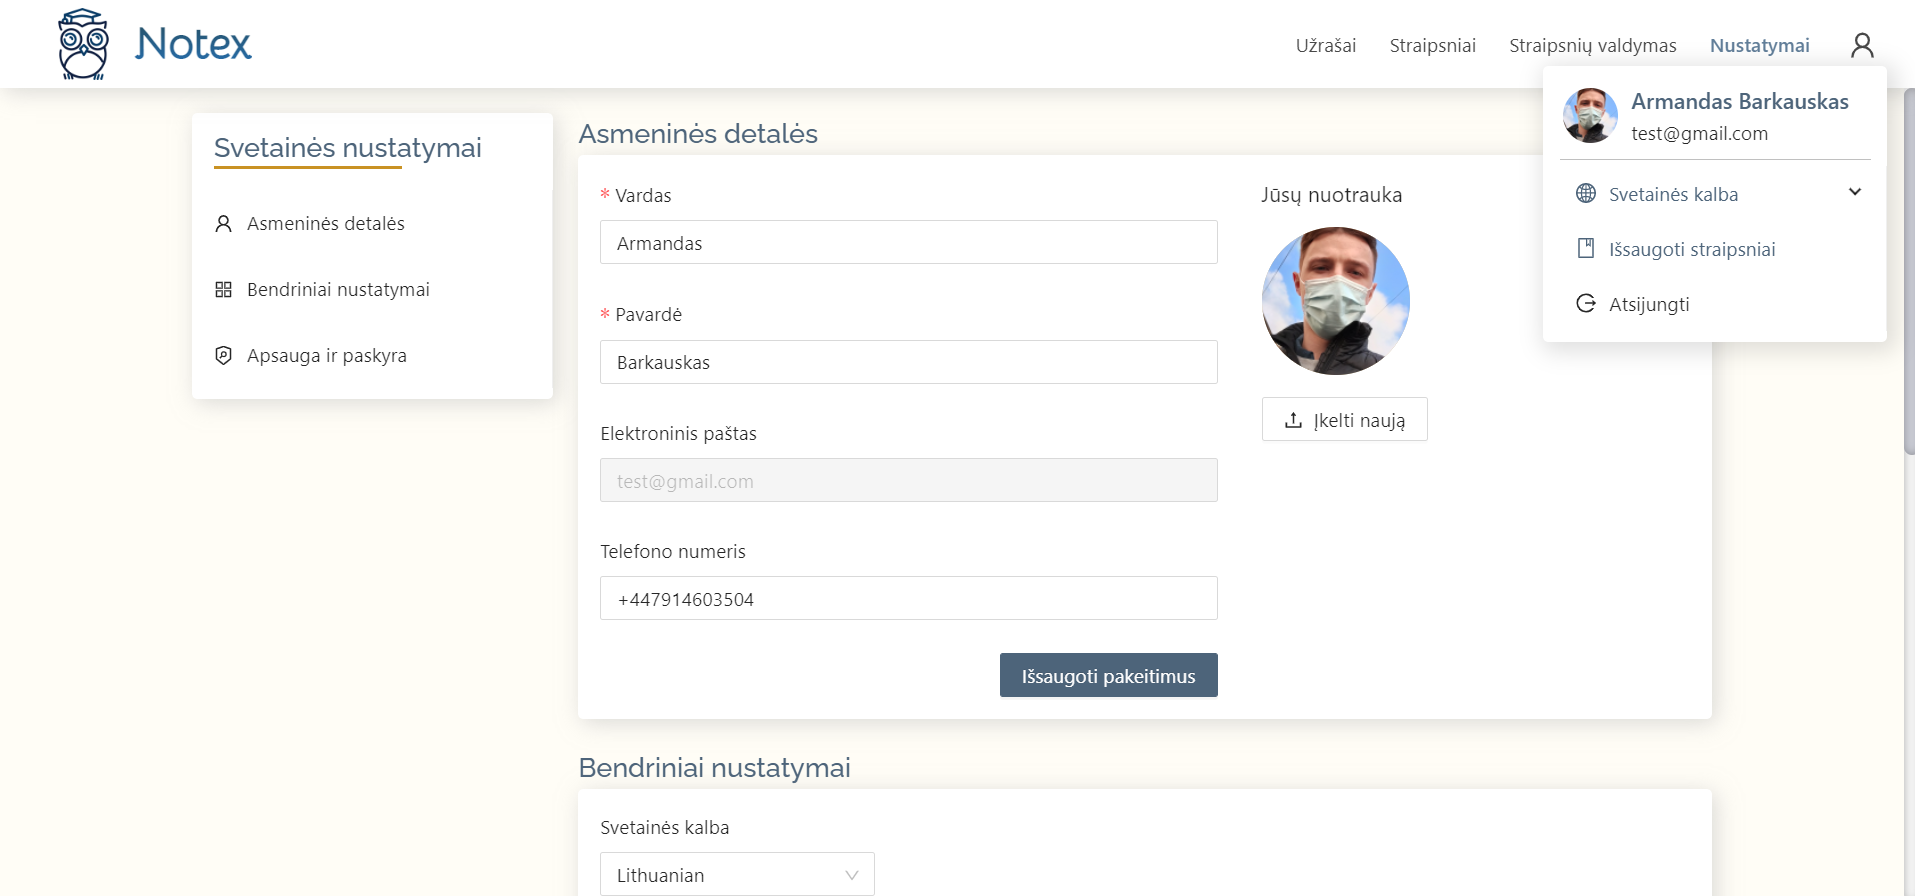 Notex
Užrašai
Straipsniai
Straipsnių valdymas
Nustatymai
Armandas Barkauskas
test@gmail.com
Svetainės kalba
Išsaugoti straipsniai
Atsijungti
Svetainės nustatymai
Asmeninės detalės
Bendriniai nustatymai
Apsauga ir paskyra
Asmeninės detalės
* Vardas
Armandas
* Pavardė
Barkauskas
Elektroninis paštas
test@gmail.com
Telefono numeris
+447914603504
Išsaugoti pakeitimus
Jūsų nuotrauka
Įkelti naują
Bendriniai nustatymai
Svetainės kalba
Lithuanian